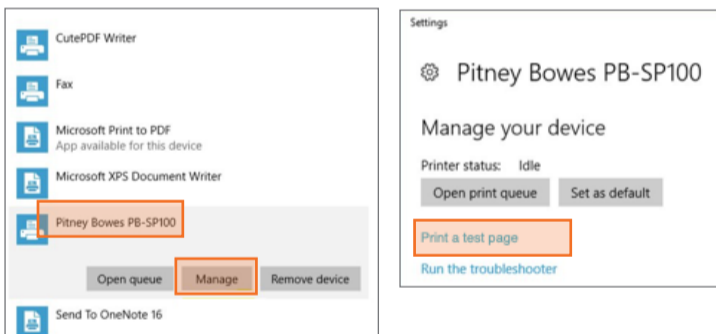 CutePDF Writer
Fax
Microsoft Print to PDF
App available for this device
Microsoft XPS Document Writer
Pitney Bowes PB-SP100
Open queue Manage Remove device
Send To OneNote 16
Settings
Pitney Bowes PB-SP100
Manage your device
Printer status: Idle
Open print queue Set as default
Print a test page
Run the troubleshooter